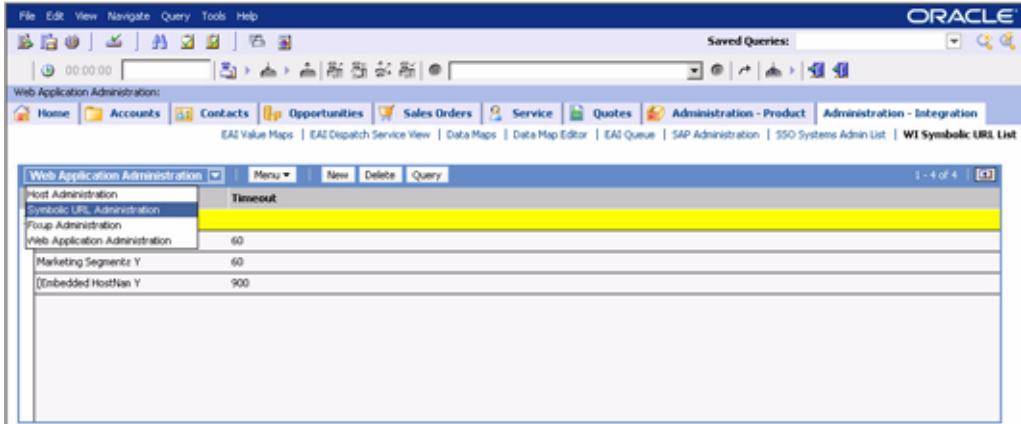 File Edit View Navigate Query Tools Help ORACLE
Saved Queries:
00:00:00
Web Application Administration:
Home Accounts Contacts Opportunities Sales Orders Service Quotes Administration - Product Administration - Integration
EAI Value Maps | EAI Dispatch Service View | Data Maps | Data Map Editor | EAI Queue | SAP Administration | SSO Systems Admin List | WI Symbolic URL List
Web Application Administration Menu New Delete Query 1 - 4 of 4
Host Administration
Timeout
Symbolic URL Administration
Fixup Administration
Web Application Administration 60
Marketing Segments Y 60
[Embedded HostNan Y 900